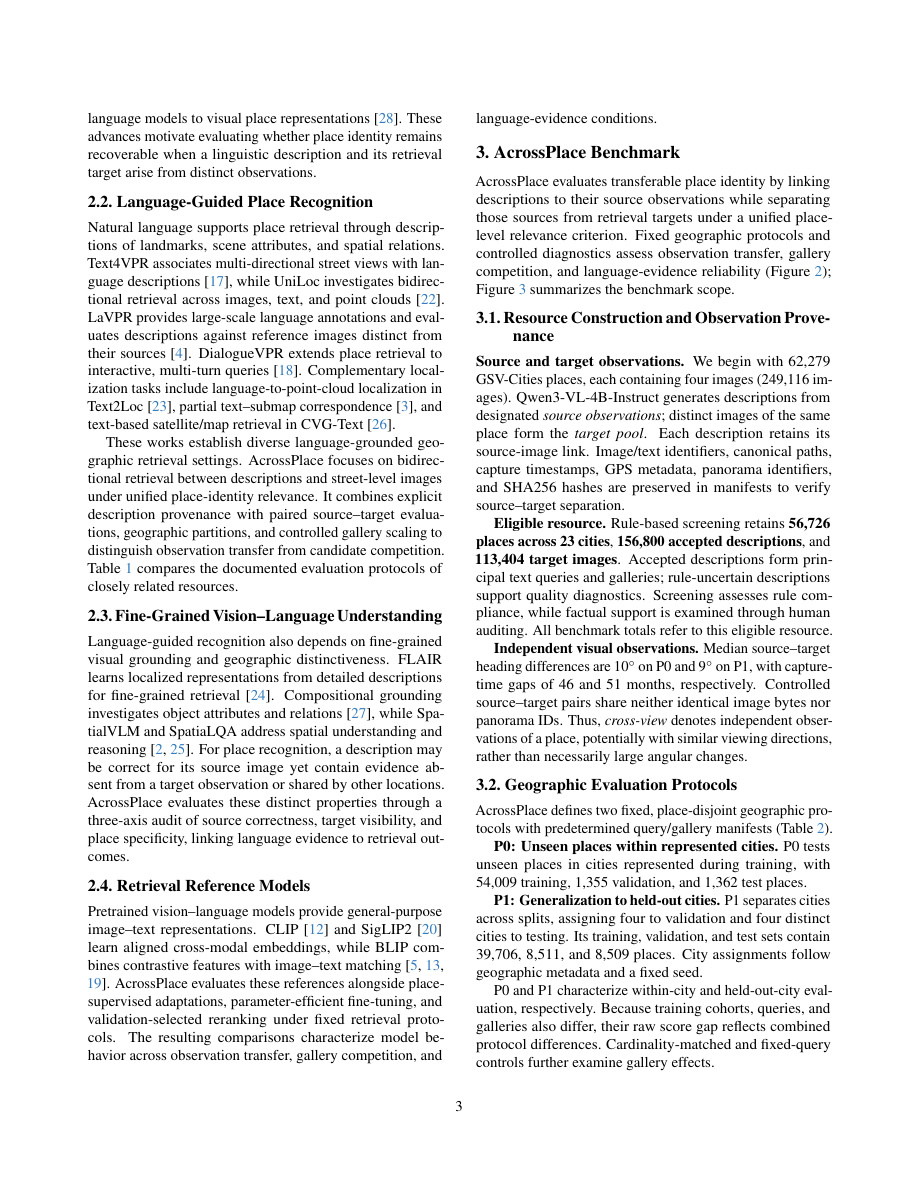 language models to visual place representations [28]. These
advances motivate evaluating whether place identity remains
recoverable when a linguistic description and its retrieval
target arise from distinct observations.
2.2. Language-Guided Place Recognition
Natural language supports place retrieval through descrip-
tions of landmarks, scene attributes, and spatial relations.
Text4VPR associates multi-directional street views with lan-
guage descriptions [17], while UniLoc investigates bidirec-
tional retrieval across images, text, and point clouds [22].
LaVPR provides large-scale language annotations and eval-
uates descriptions against reference images distinct from
their sources [4]. DialogueVPR extends place retrieval to
interactive, multi-turn queries [18]. Complementary local-
ization tasks include language-to-point-cloud localization in
Text2Loc [23], partial text–submap correspondence [3], and
text-based satellite/map retrieval in CVG-Text [26].
These works establish diverse language-grounded geo-
graphic retrieval settings. AcrossPlace focuses on bidirec-
tional retrieval between descriptions and street-level images
under unified place-identity relevance. It combines explicit
description provenance with paired source–target evalua-
tions, geographic partitions, and controlled gallery scaling to
distinguish observation transfer from candidate competition.
Table 1 compares the documented evaluation protocols of
closely related resources.
2.3. Fine-Grained Vision–Language Understanding
Language-guided recognition also depends on fine-grained
visual grounding and geographic distinctiveness. FLAIR
learns localized representations from detailed descriptions
for fine-grained retrieval [24]. Compositional grounding
investigates object attributes and relations [27], while Spa-
tialVLM and SpatiaLQA address spatial understanding and
reasoning [2, 25]. For place recognition, a description may
be correct for its source image yet contain evidence ab-
sent from a target observation or shared by other locations.
AcrossPlace evaluates these distinct properties through a
three-axis audit of source correctness, target visibility, and
place specificity, linking language evidence to retrieval out-
comes.
2.4. Retrieval Reference Models
Pretrained vision–language models provide general-purpose
image–text representations. CLIP [12] and SigLIP2 [20]
learn aligned cross-modal embeddings, while BLIP com-
bines contrastive features with image–text matching [5, 13,
19]. AcrossPlace evaluates these references alongside place-
supervised adaptations, parameter-efficient fine-tuning, and
validation-selected reranking under fixed retrieval proto-
cols. The resulting comparisons characterize model be-
havior across observation transfer, gallery competition, and
language-evidence conditions.
3. AcrossPlace Benchmark
AcrossPlace evaluates transferable place identity by linking
descriptions to their source observations while separating
those sources from retrieval targets under a unified place-
level relevance criterion. Fixed geographic protocols and
controlled diagnostics assess observation transfer, gallery
competition, and language-evidence reliability (Figure 2);
Figure 3 summarizes the benchmark scope.
3.1. Resource Construction and Observation Prove-
nance
Source and target observations. We begin with 62,279
GSV-Cities places, each containing four images (249,116 im-
ages). Qwen3-VL-4B-Instruct generates descriptions from
designated source observations; distinct images of the same
place form the target pool. Each description retains its
source-image link. Image/text identifiers, canonical paths,
capture timestamps, GPS metadata, panorama identifiers,
and SHA256 hashes are preserved in manifests to verify
source–target separation.
Eligible resource. Rule-based screening retains 56,726
places across 23 cities, 156,800 accepted descriptions, and
113,404 target images. Accepted descriptions form prin-
cipal text queries and galleries; rule-uncertain descriptions
support quality diagnostics. Screening assesses rule com-
pliance, while factual support is examined through human
auditing. All benchmark totals refer to this eligible resource.
Independent visual observations. Median source–target
heading differences are 10° on P0 and 9° on P1, with capture-
time gaps of 46 and 51 months, respectively. Controlled
source–target pairs share neither identical image bytes nor
panorama IDs. Thus, cross-view denotes independent obser-
vations of a place, potentially with similar viewing directions,
rather than necessarily large angular changes.
3.2. Geographic Evaluation Protocols
AcrossPlace defines two fixed, place-disjoint geographic pro-
tocols with predetermined query/gallery manifests (Table 2).
P0: Unseen places within represented cities. P0 tests
unseen places in cities represented during training, with
54,009 training, 1,355 validation, and 1,362 test places.
P1: Generalization to held-out cities. P1 separates cities
across splits, assigning four to validation and four distinct
cities to testing. Its training, validation, and test sets contain
39,706, 8,511, and 8,509 places. City assignments follow
geographic metadata and a fixed seed.
P0 and P1 characterize within-city and held-out-city eval-
uation, respectively. Because training cohorts, queries, and
galleries also differ, their raw score gap reflects combined
protocol differences. Cardinality-matched and fixed-query
controls further examine gallery effects.
3